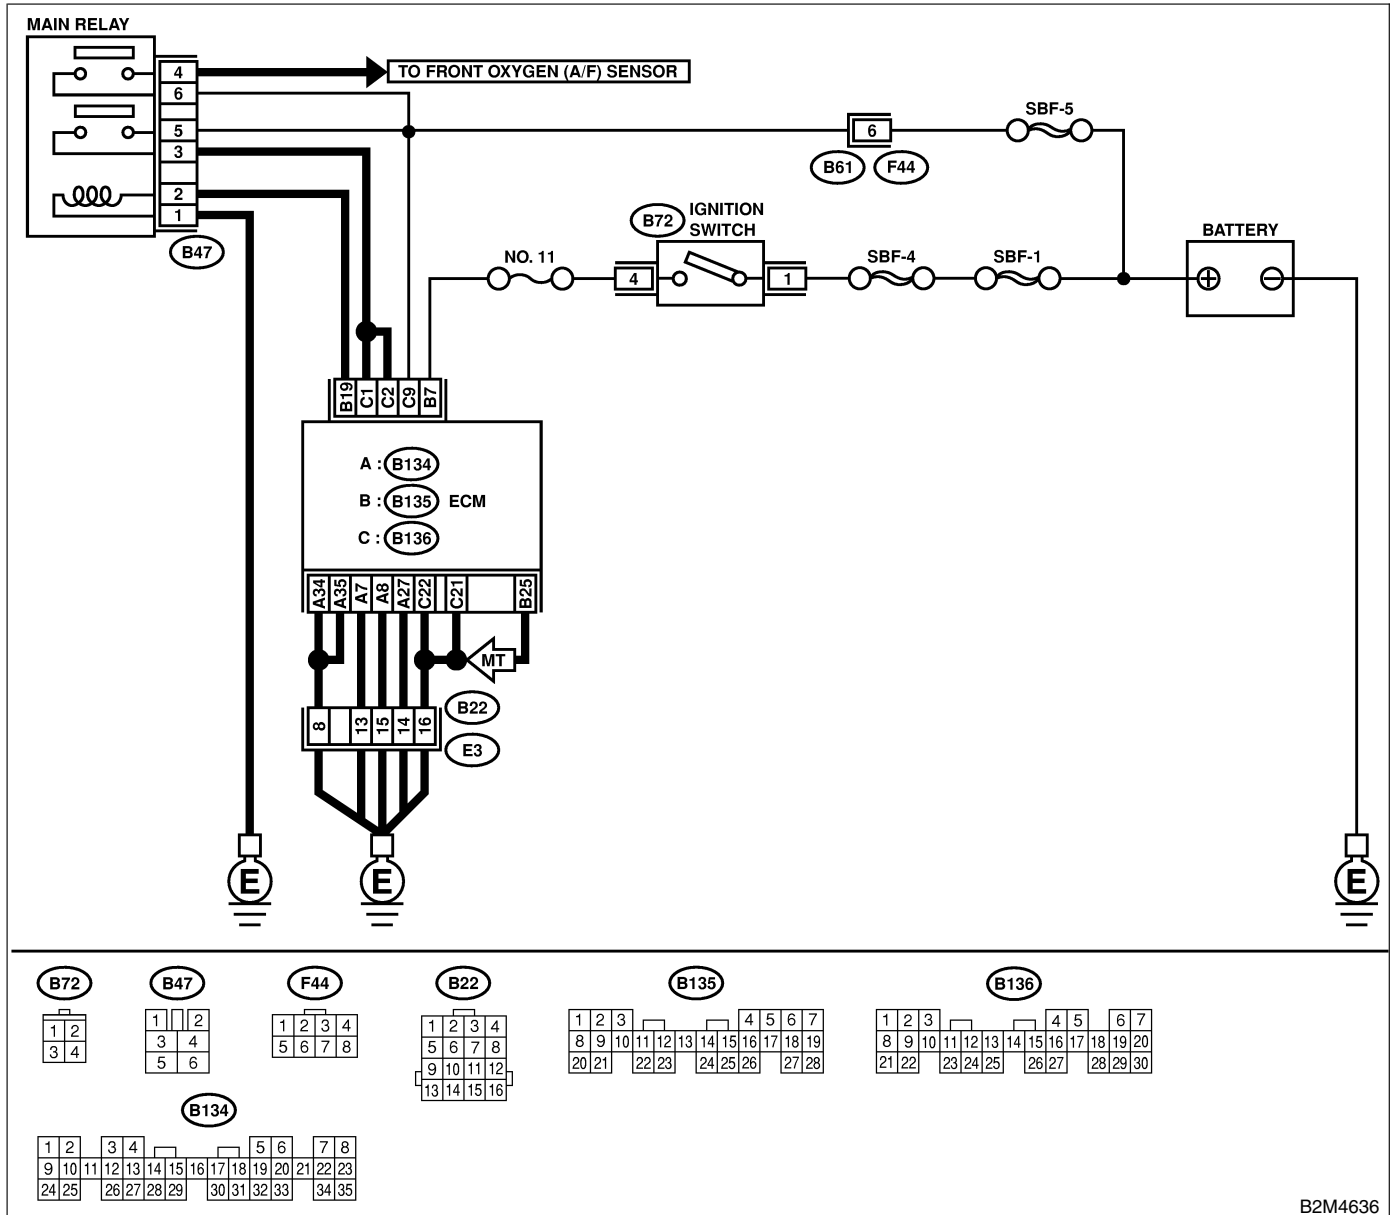 MAIN RELAY
4
TO FRONT OXYGEN (A/F) SENSOR
6
5
3
2
1
B47
SBF-5
6
B61
F44
B72
IGNITION
SWITCH
BATTERY
NO. 11
4
1
SBF-4
SBF-1
+
−
B19
C1
C2
C9
B7
A : B134
B : B135 ECM
C : B136
A34
A35
A7
A8
A27
C22
C21
B25
MT
B22
8
13
15
14
16
E3
E
E
E
B72
B47
F44
B22
B135
B136
1 2
3 4
1 2
3 4
5 6
1 2 3 4
5 6 7 8
1 2 3 4
5 6 7 8
9 10 11 12
13 14 15 16
1 2 3 4 5 6 7
8 9 10 11 12 13 14 15 16 17 18 19
20 21 22 23 24 25 26 27 28
1 2 3 4 5 6 7
8 9 10 11 12 13 14 15 16 17 18 19 20
21 22 23 24 25 26 27 28 29 30
B134
1 2 3 4 5 6 7 8
9 10 11 12 13 14 15 16 17 18 19 20 21 22 23
24 25 26 27 28 29 30 31 32 33 34 35
B2M4636